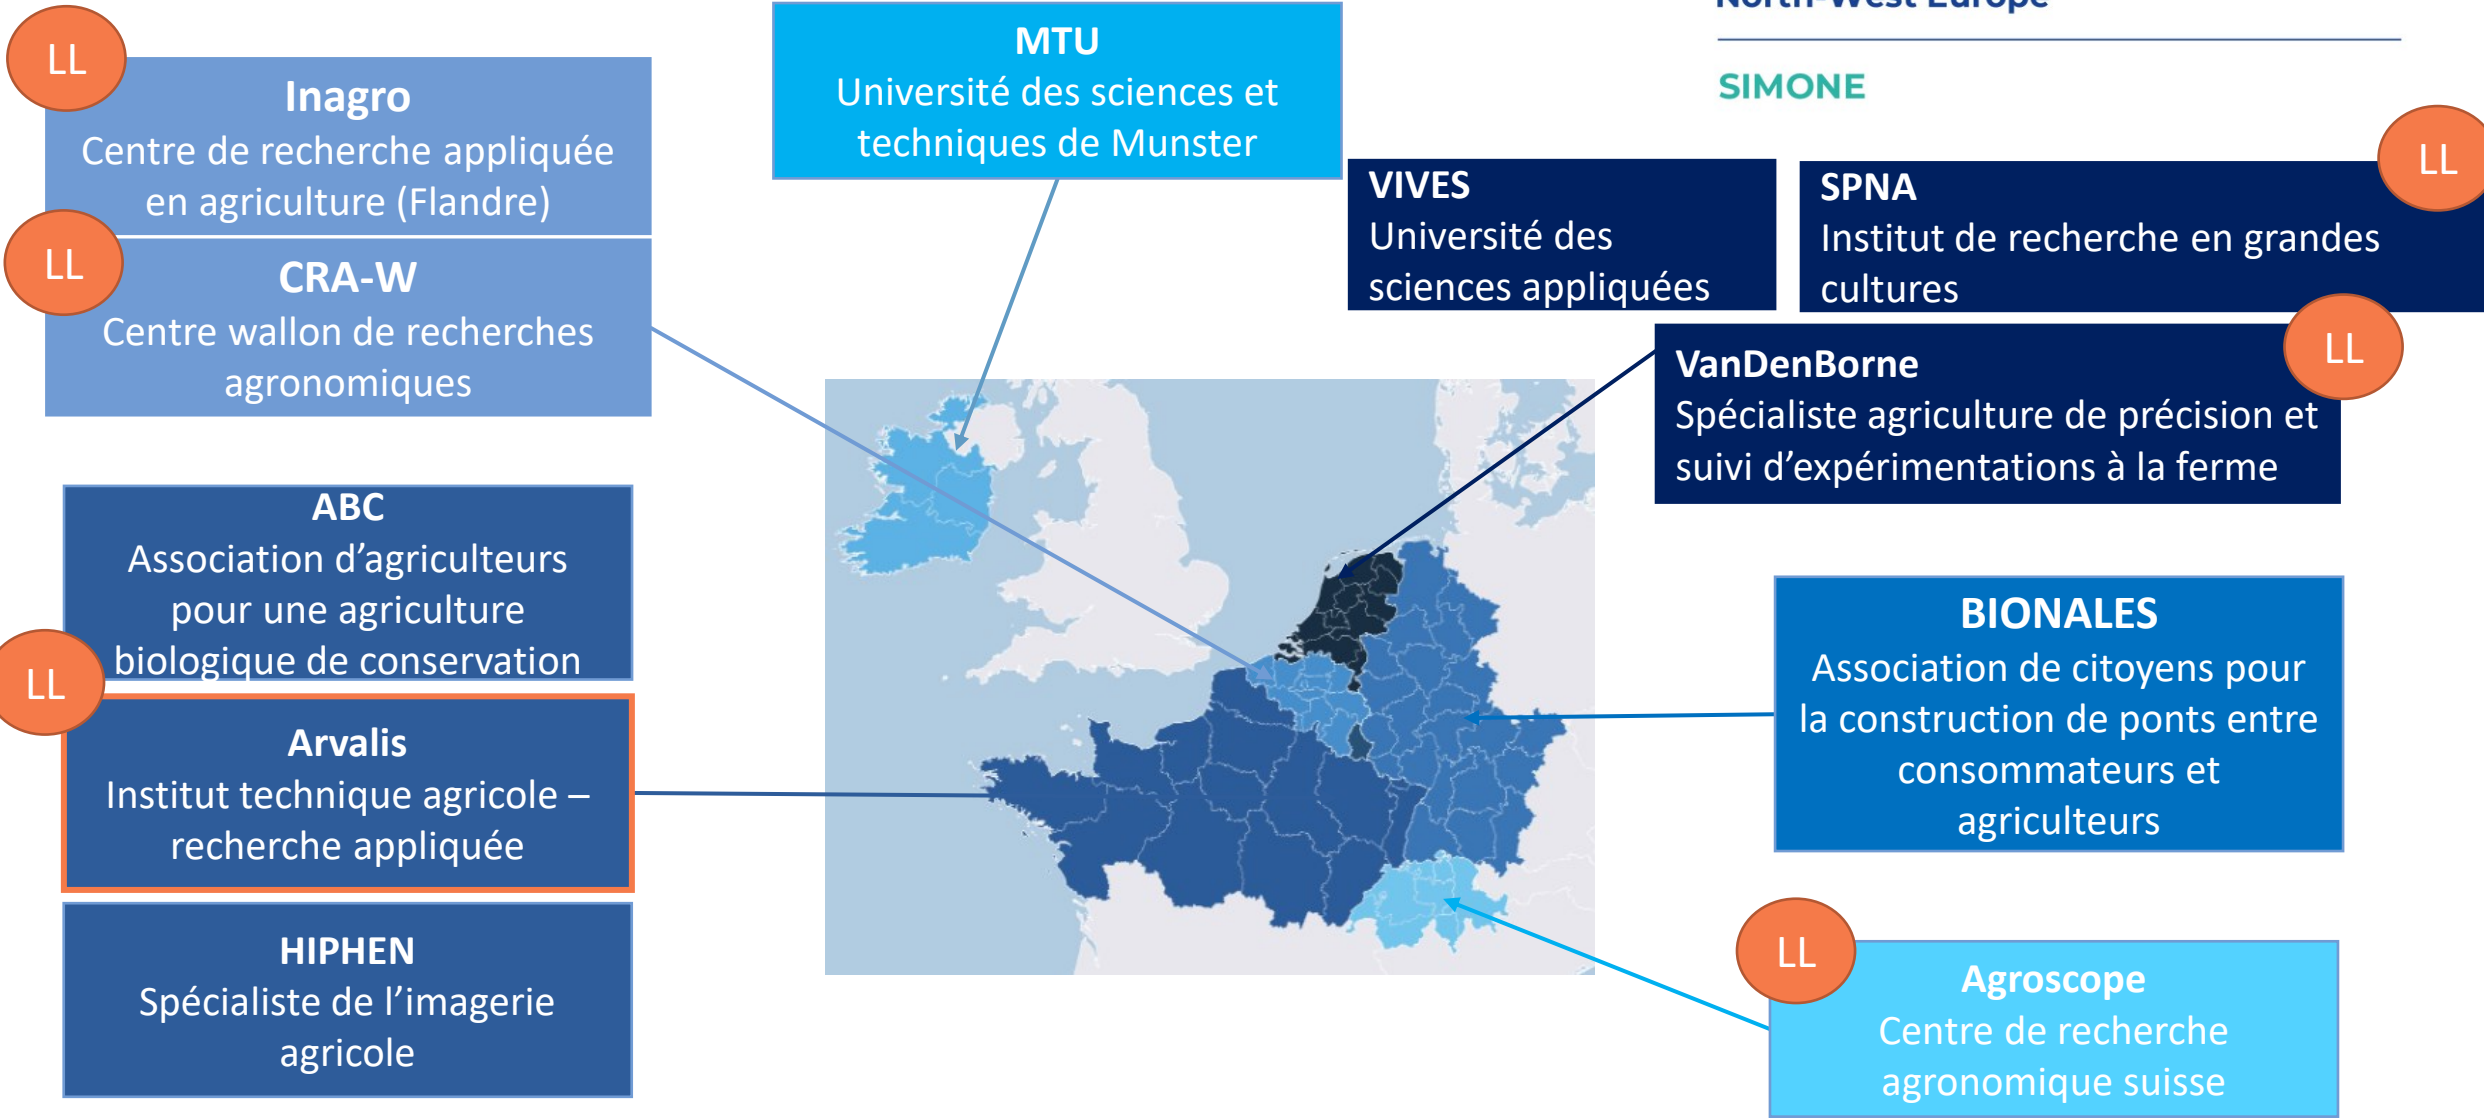 North-West Europe
SIMONE
LL
Inagro
Centre de recherche appliquée
en agriculture (Flandre)
LL
CRA-W
Centre wallon de recherches
agronomiques
MTU
Université des sciences et
techniques de Munster
VIVES
Université des
sciences appliquées
LL
SPNA
Institut de recherche en grandes
cultures
LL
VanDenBorne
Spécialiste agriculture de précision et
suivi d’expérimentations à la ferme
ABC
Association d’agriculteurs
pour une agriculture
biologique de conservation
LL
Arvalis
Institut technique agricole –
recherche appliquée
HIPHEN
Spécialiste de l’imagerie
agricole
BIONALES
Association de citoyens pour
la construction de ponts entre
consommateurs et
agriculteurs
LL
Agroscope
Centre de recherche
agronomique suisse